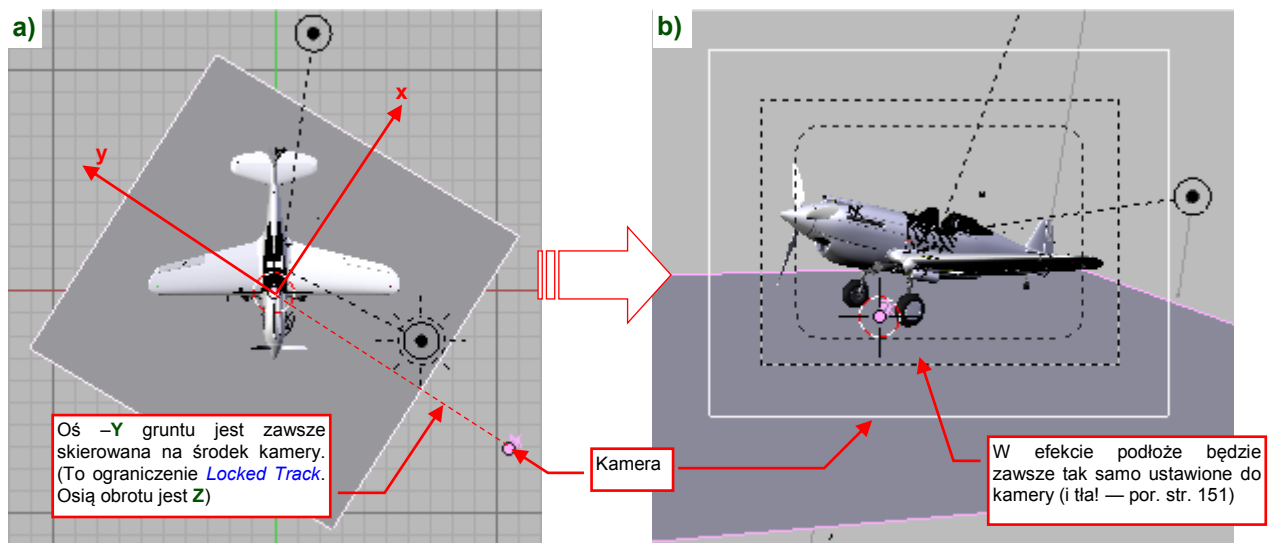 a)
b)
x
y
Oś –Y gruntu jest zawsze
skierowana na środek kamery.
(To ograniczenie Locked Track.
Osią obrotu jest Z)
Kamera
W efekcie podłoże będzie
zawsze tak samo ustawione do
kamery (i tła! — por. str. 151)